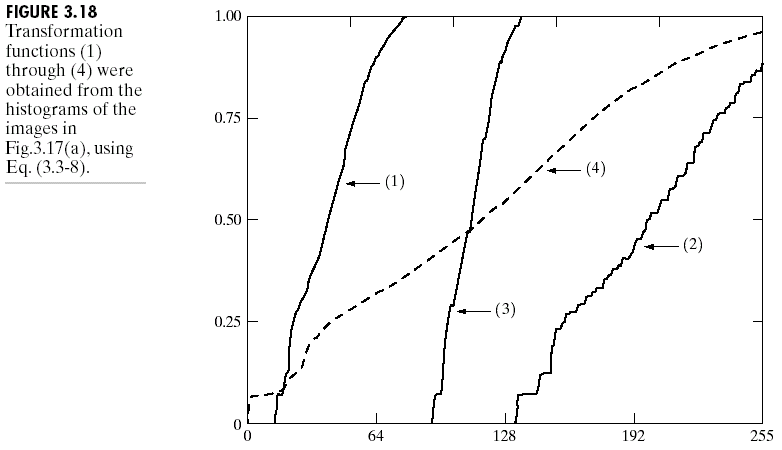 FIGURE 3.18
Transformation
functions (1)
through (4) were
obtained from the
histograms of the
images in
Fig.3.17(a), using
Eq. (3.3-8).
1.00
0.75
0.50
0.25
0
(1)
(4)
(2)
(3)
0
64
128
192
255